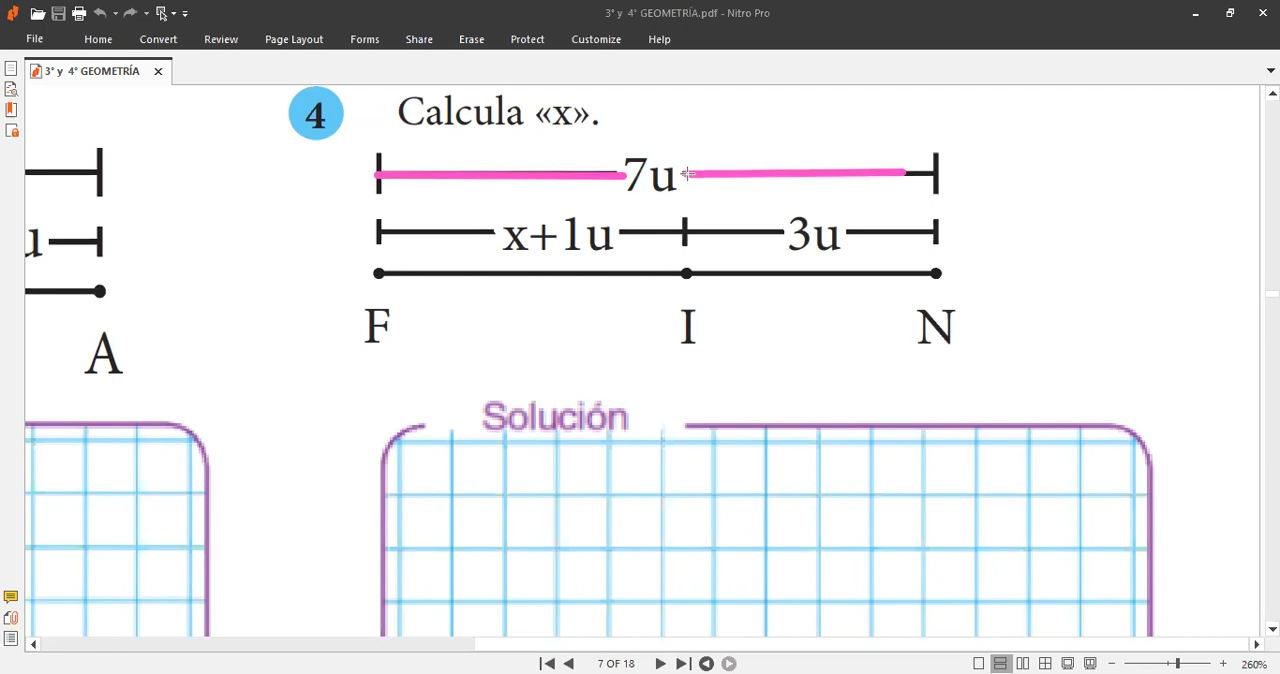 3° y 4° GEOMETRÍA.pdf - Nitro Pro
File Home Convert Review Page Layout Forms Share Erase Protect Customize Help
3° y 4° GEOMETRÍA
4 Calcula «x».
7u
u x+1u 3u
A F I N
Solución
7 OF 18 260%